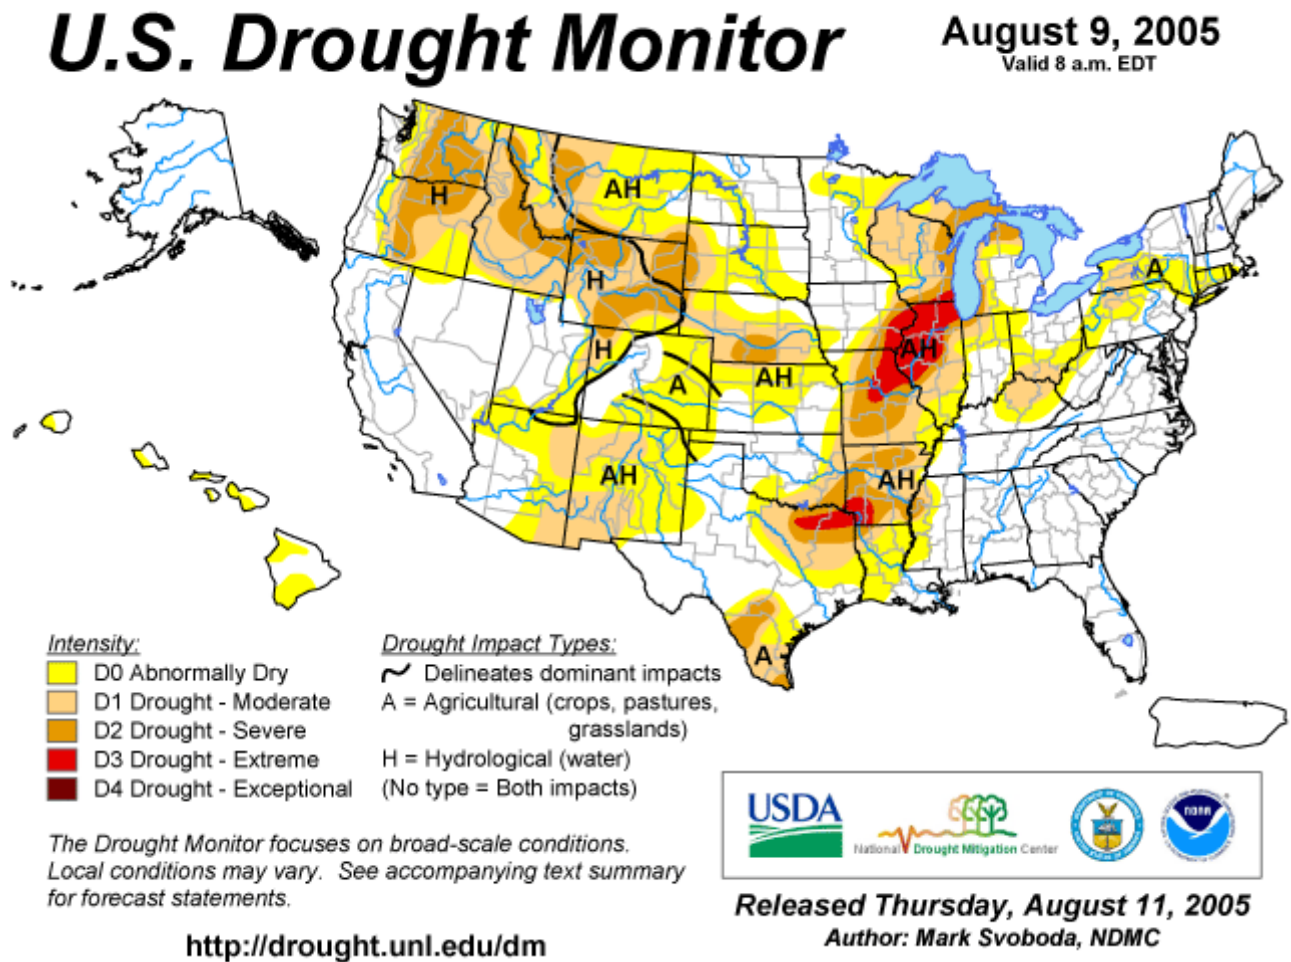 U.S. Drought Monitor
August 9, 2005
Valid 8 a.m. EDT
H
AH
H
H
A
AH
AH
A
AH
AH
A
Intensity:
D0 Abnormally Dry
D1 Drought - Moderate
D2 Drought - Severe
D3 Drought - Extreme
D4 Drought - Exceptional
Drought Impact Types:
Delineates dominant impacts
A = Agricultural (crops, pastures,
grasslands)
H = Hydrological (water)
(No type = Both impacts)
The Drought Monitor focuses on broad-scale conditions.
Local conditions may vary. See accompanying text summary
for forecast statements.
http://drought.unl.edu/dm
USDA
National Drought Mitigation Center
noaa
Released Thursday, August 11, 2005
Author: Mark Svoboda, NDMC